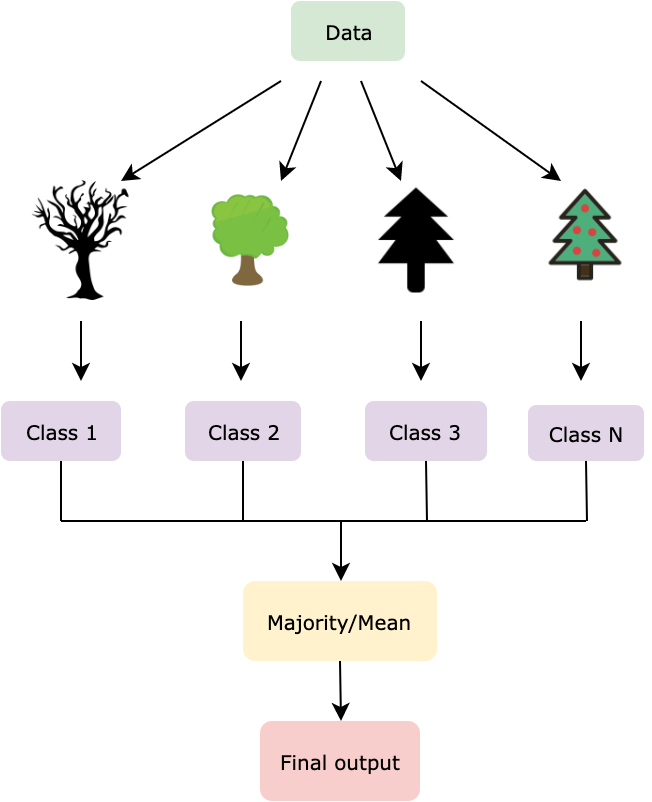 Data
Class 1
Class 2
Class 3
Class N
Majority/Mean
Final output